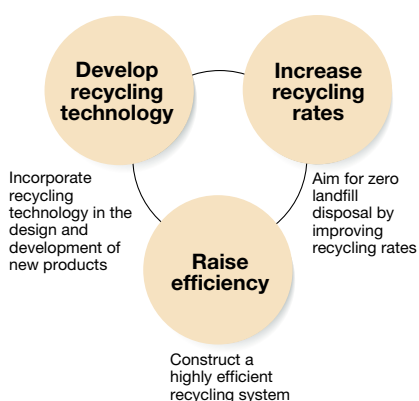 Develop
recycling
technology
Increase
recycling
rates
Incorporate
recycling
technology in the
design and
development of
new products
Aim for zero
landfill
disposal by
improving
recycling rates
Raise
efficiency
Construct a
highly efficient
recycling system